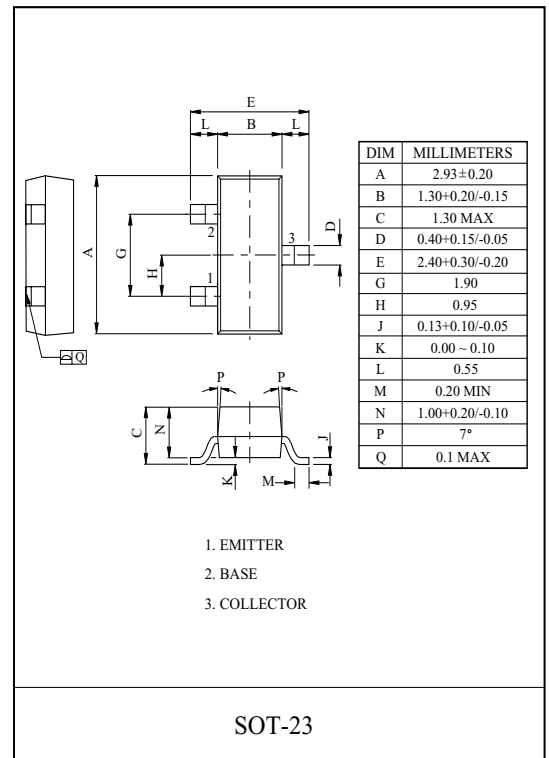 E
L B L
A
G
H
2
1
3
D
D Q
P P
C
N
K
M
J
DIM MILLIMETERS
A 2.93±0.20
B 1.30+0.20/-0.15
C 1.30 MAX
D 0.40+0.15/-0.05
E 2.40+0.30/-0.20
G 1.90
H 0.95
J 0.13+0.10/-0.05
K 0.00 ~ 0.10
L 0.55
M 0.20 MIN
N 1.00+0.20/-0.10
P 7°
Q 0.1 MAX
1. EMITTER
2. BASE
3. COLLECTOR
SOT-23